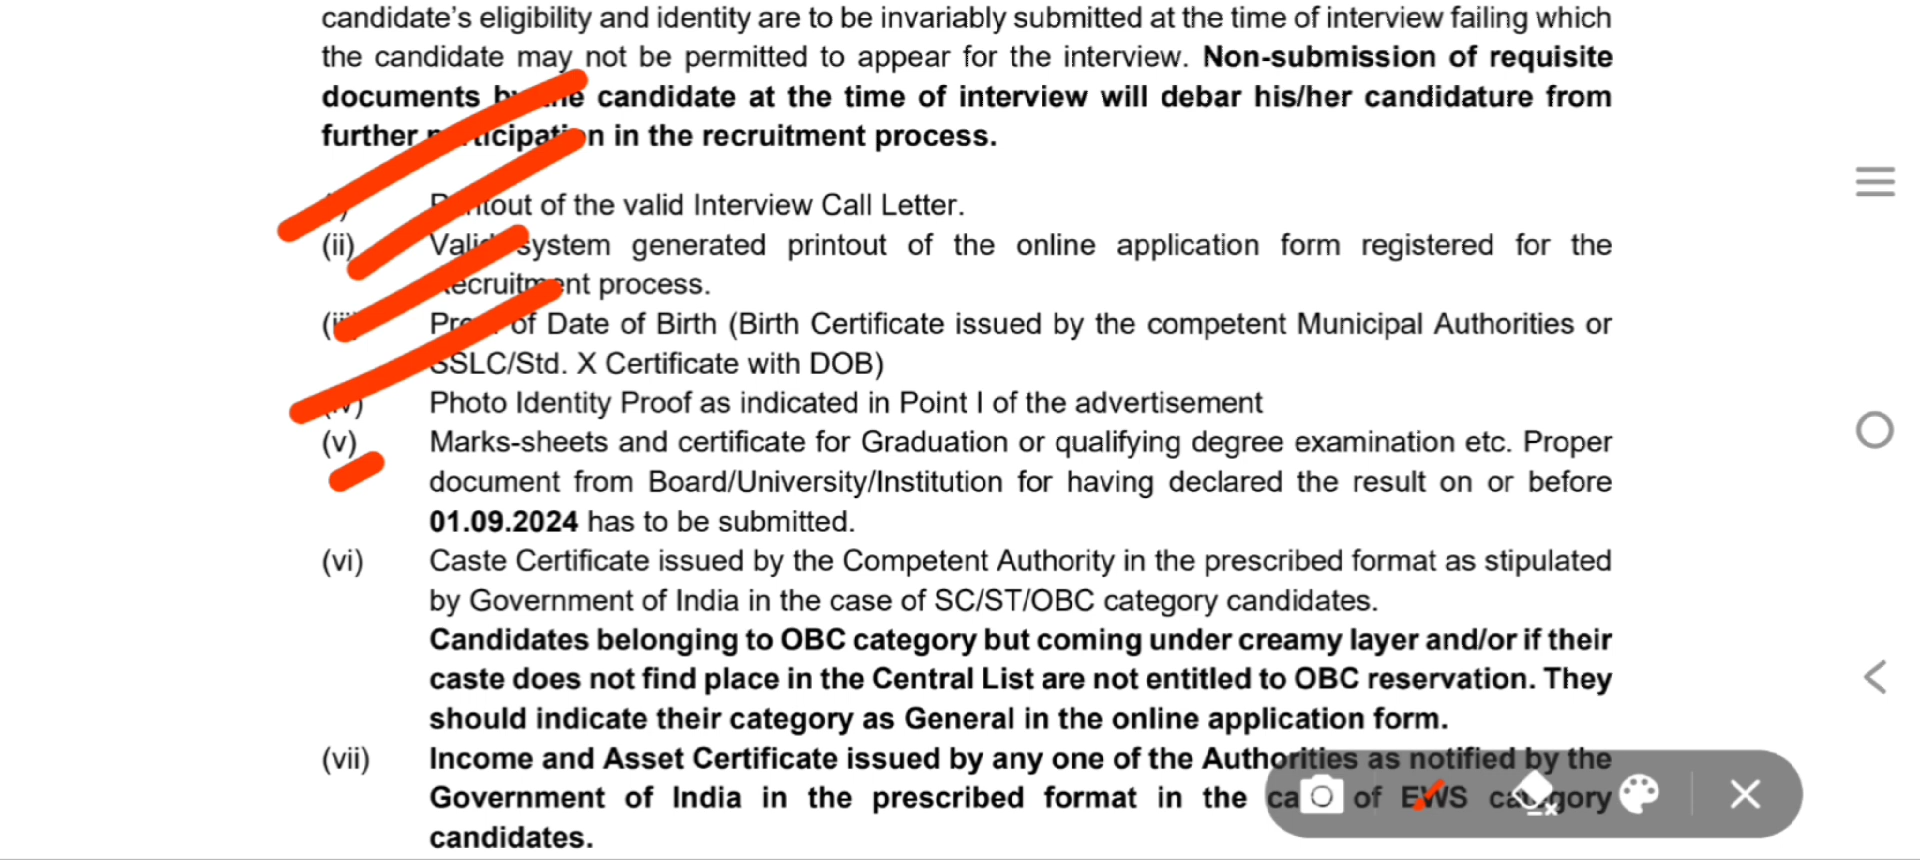 candidate's eligibility and identity are to be invariably submitted at the time of interview failing which
the candidate may not be permitted to appear for the interview. Non-submission of requisite
documents by the candidate at the time of interview will debar his/her candidature from
further participation in the recruitment process.
Printout of the valid Interview Call Letter.
(ii) Valid system generated printout of the online application form registered for the
recruitment process.
(iii) Proof of Date of Birth (Birth Certificate issued by the competent Municipal Authorities or
SSLC/Std. X Certificate with DOB)
(iv) Photo Identity Proof as indicated in Point I of the advertisement
(v) Marks-sheets and certificate for Graduation or qualifying degree examination etc. Proper
document from Board/University/Institution for having declared the result on or before
01.09.2024 has to be submitted.
(vi) Caste Certificate issued by the Competent Authority in the prescribed format as stipulated
by Government of India in the case of SC/ST/OBC category candidates.
Candidates belonging to OBC category but coming under creamy layer and/or if their
caste does not find place in the Central List are not entitled to OBC reservation. They
should indicate their category as General in the online application form.
(vii) Income and Asset Certificate issued by any one of the Authorities as notified by the
Government of India in the prescribed format in the case of EWS category
candidates.